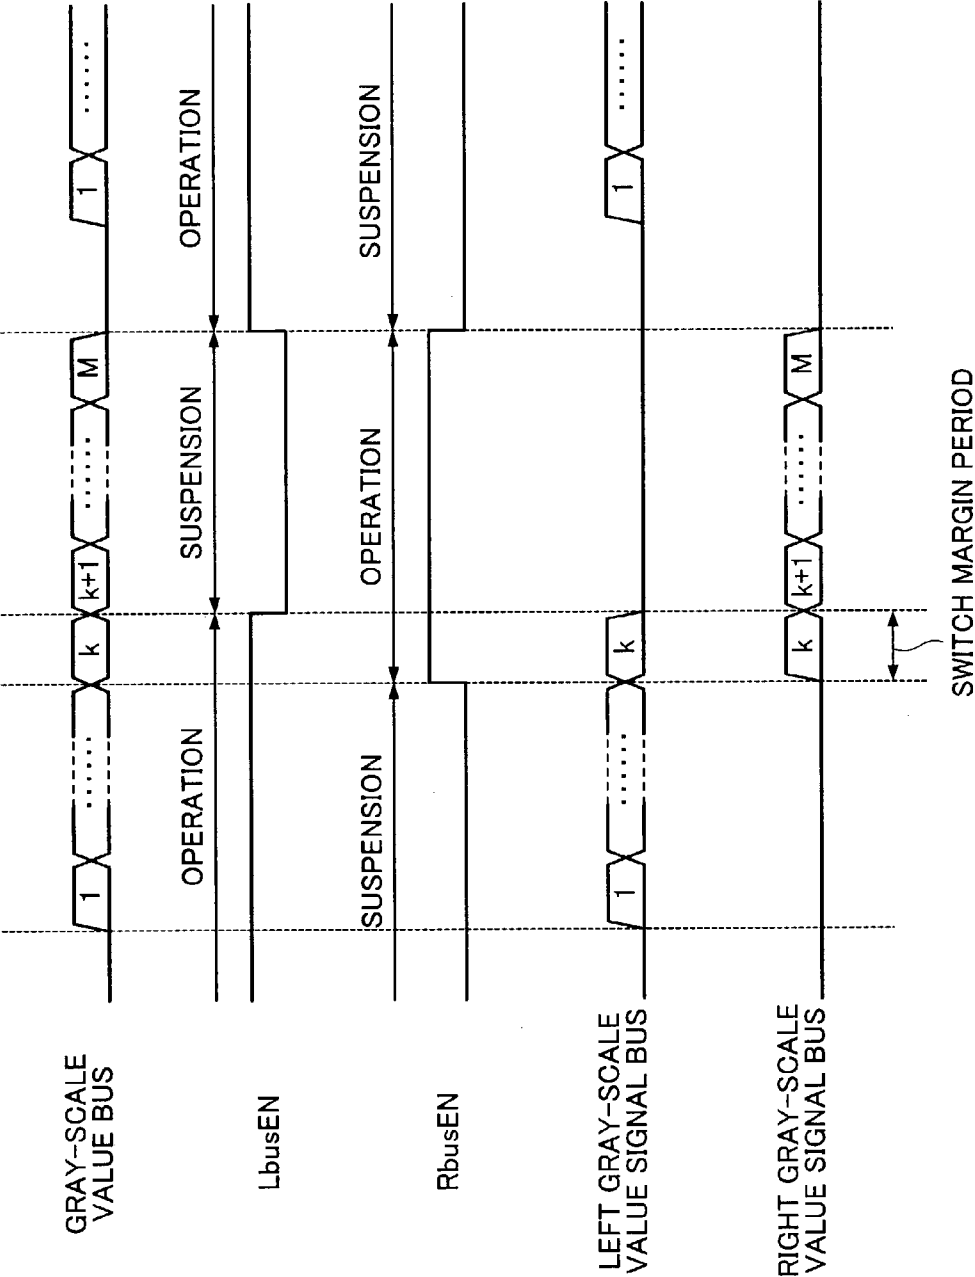 GRAY-SCALE
VALUE BUS
1
......
k
k+1
......
M
1
......
LbusEN
OPERATION
SUSPENSION
OPERATION
RbusEN
SUSPENSION
OPERATION
SUSPENSION
LEFT GRAY-SCALE
VALUE SIGNAL BUS
1
......
k
1
......
RIGHT GRAY-SCALE
VALUE SIGNAL BUS
k
k+1
......
M
SWITCH MARGIN PERIOD